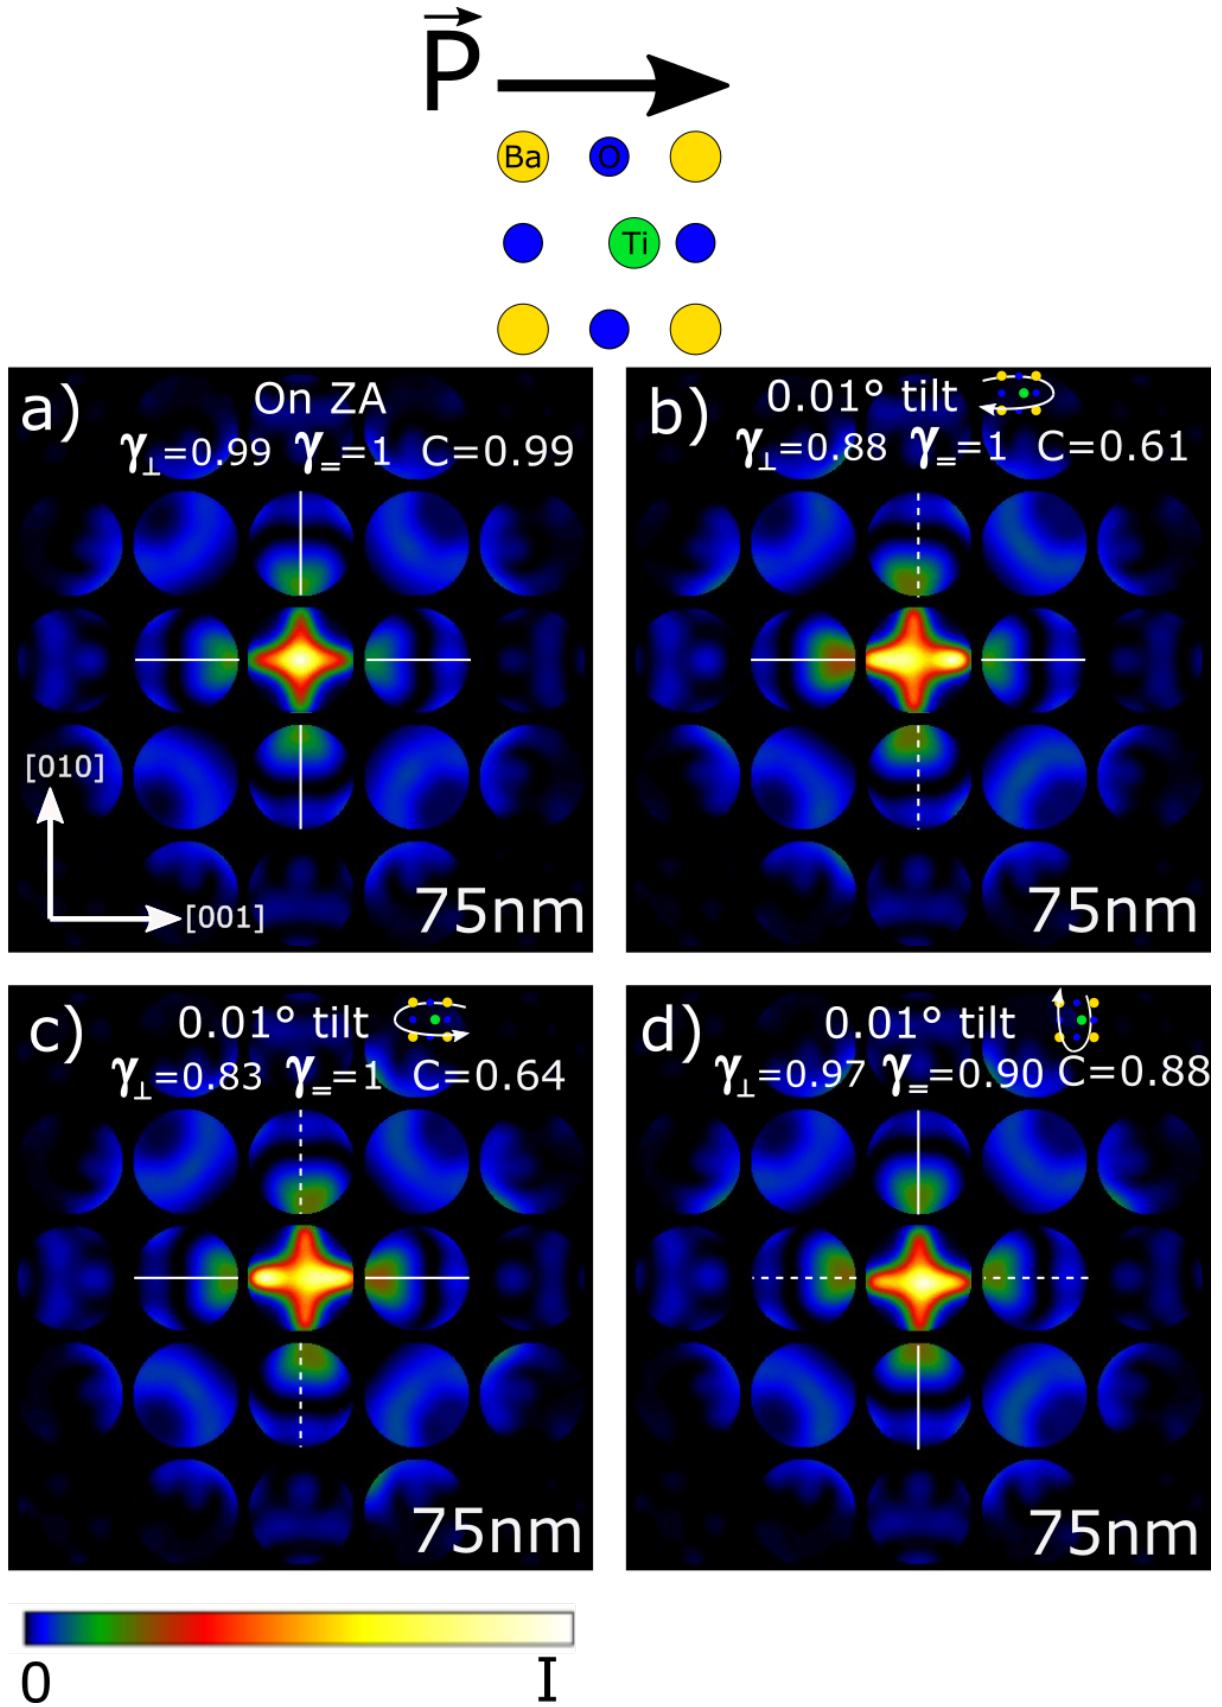 P
Ba O
Ti
a) On ZA
γ⊥=0.99 γ= =1 C=0.99
[010]
[001]
75nm
b) 0.01° tilt
γ⊥=0.88 γ= =1 C=0.61
75nm
c) 0.01° tilt
γ⊥=0.83 γ= =1 C=0.64
75nm
d) 0.01° tilt
γ⊥=0.97 γ= =0.90 C=0.88
75nm
0 I